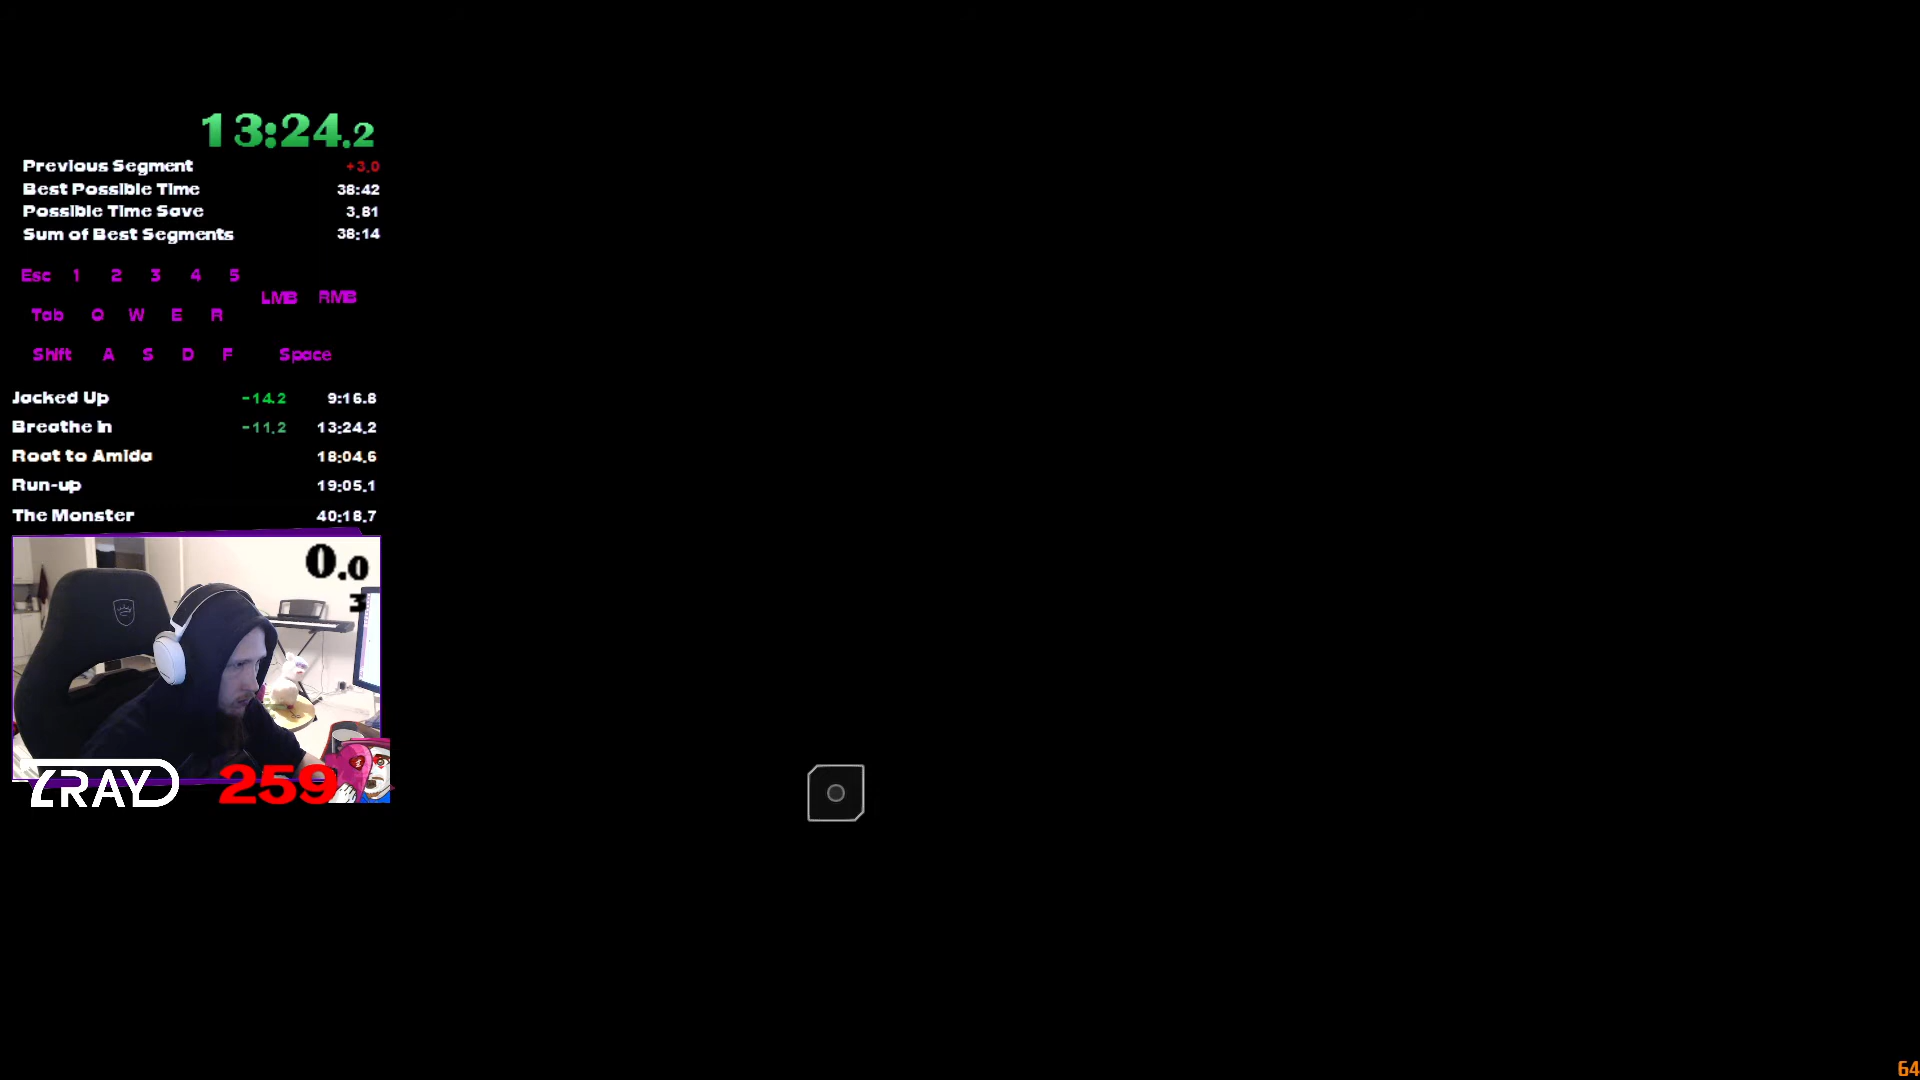 13:24.2
Previous Segment +3.0
Best Possible Time 38:42
Possible Time Save 3.81
Sum of Best Segments 38:14
Esc 1 2 3 4 5
LMB RMB
Tab Q W E R
Shift A S D F Space
Jacked Up -14.2 9:16.8
Breathe In -11.2 13:24.2
Root to Amida 18:04.6
Run-up 19:05.1
The Monster 40:18.7
0.0
3
ZRAY
259
64